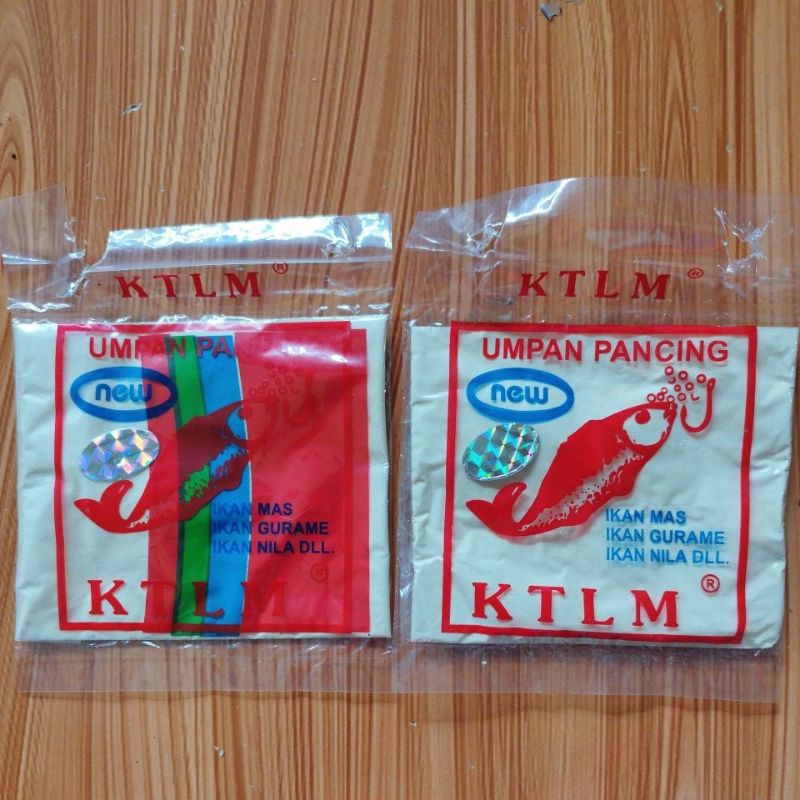 KTLM ®
UMPAN PANCING
new
IKAN MAS
IKAN GURAME
IKAN NILA DLL.
KTLM ®
KTLM ®
UMPAN PANCING
new
IKAN MAS
IKAN GURAME
IKAN NILA DLL.
KTLM ®